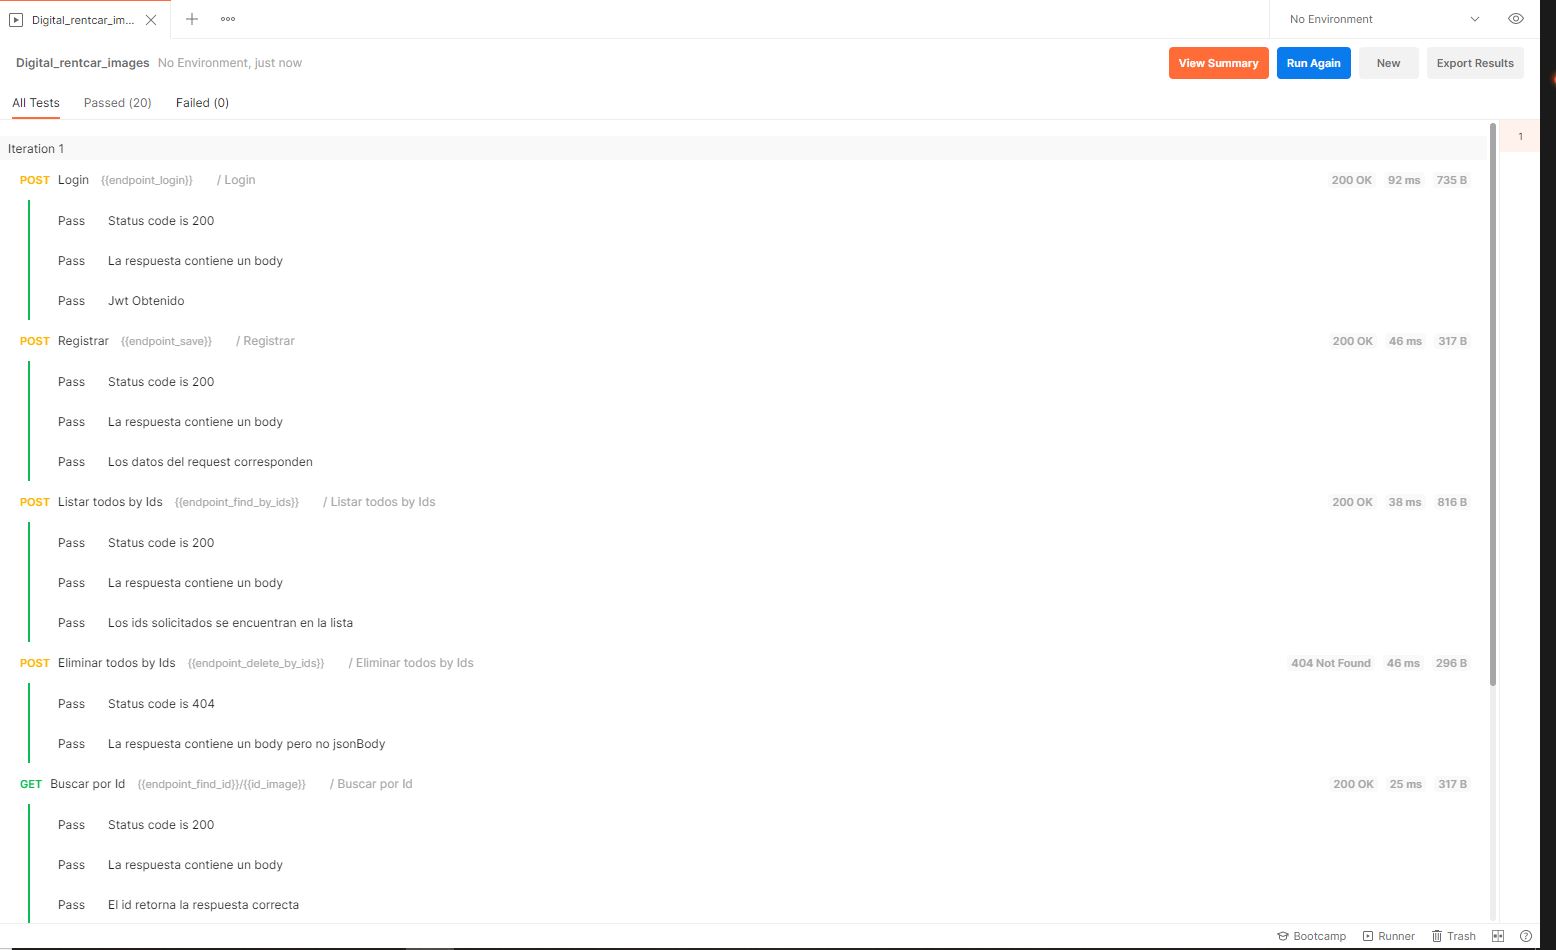 Digital_rentcar_im...
No Environment
Digital_rentcar_images No Environment, just now View Summary Run Again New Export Results
All Tests Passed (20) Failed (0)
1
Iteration 1
POST Login {{endpoint_login}} / Login 200 OK 92 ms 735 B
Pass Status code is 200
Pass La respuesta contiene un body
Pass Jwt Obtenido
POST Registrar {{endpoint_save}} / Registrar 200 OK 46 ms 317 B
Pass Status code is 200
Pass La respuesta contiene un body
Pass Los datos del request corresponden
POST Listar todos by Ids {{endpoint_find_by_ids}} / Listar todos by Ids 200 OK 38 ms 816 B
Pass Status code is 200
Pass La respuesta contiene un body
Pass Los ids solicitados se encuentran en la lista
POST Eliminar todos by Ids {{endpoint_delete_by_ids}} / Eliminar todos by Ids 404 Not Found 46 ms 296 B
Pass Status code is 404
Pass La respuesta contiene un body pero no jsonBody
GET Buscar por Id {{endpoint_find_id}}/{{id_image}} / Buscar por Id 200 OK 25 ms 317 B
Pass Status code is 200
Pass La respuesta contiene un body
Pass El id retorna la respuesta correcta
Bootcamp Runner Trash